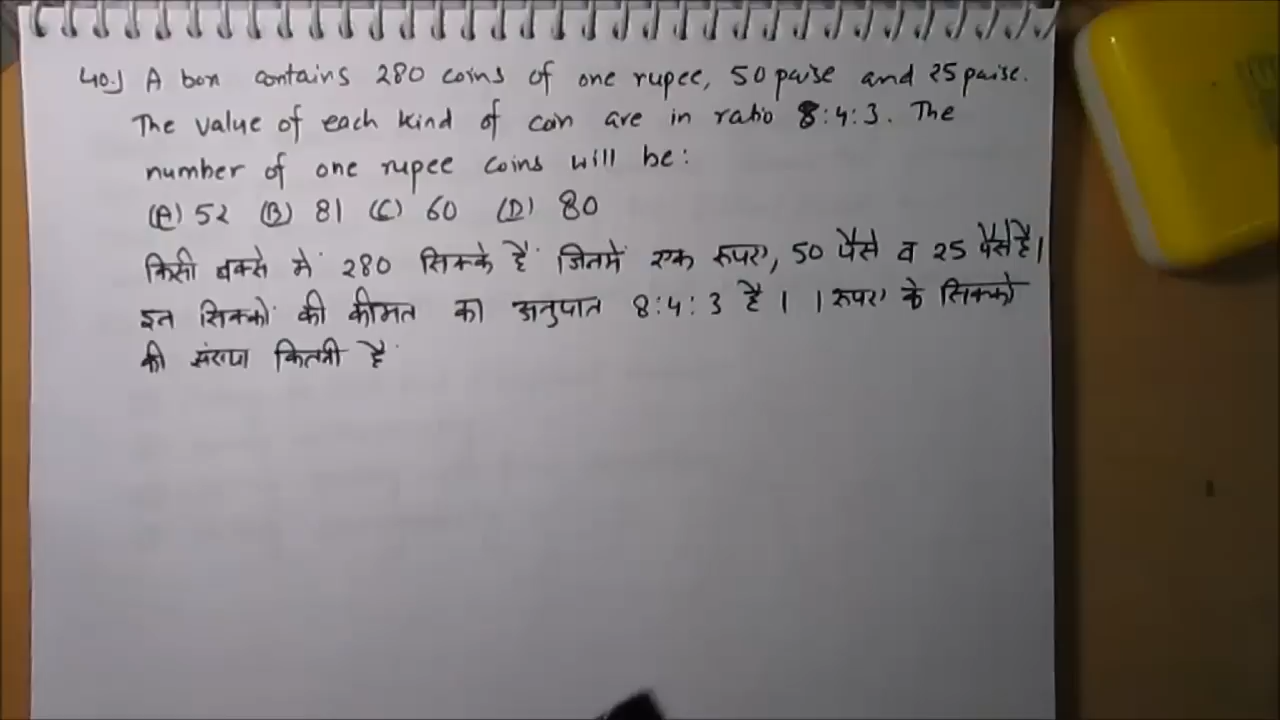 40.) A box contains 280 coins of one rupee, 50 paise and 25 paise.
The value of each kind of coin are in ratio 8:4:3. The
number of one rupee coins will be:
(A) 52 (B) 81 (C) 60 (D) 80
किसी बक्से में 280 सिक्के हैं जिनमें एक रूपए, 50 पैसे व 25 पैसे हैं।
इन सिक्कों की कीमत का अनुपात 8:4:3 है। 1 रूपए के सिक्को
की संख्या कितनी है